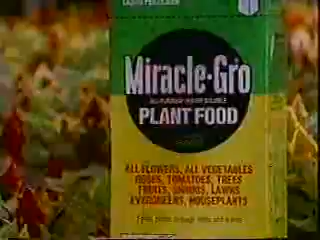 Miracle-Gro
PLANT FOOD
ALL FLOWERS, ALL VEGETABLES
ROSES, TOMATOES, TREES
FRUITS, SHRUBS, LAWNS
EVERGREENS, HOUSEPLANTS